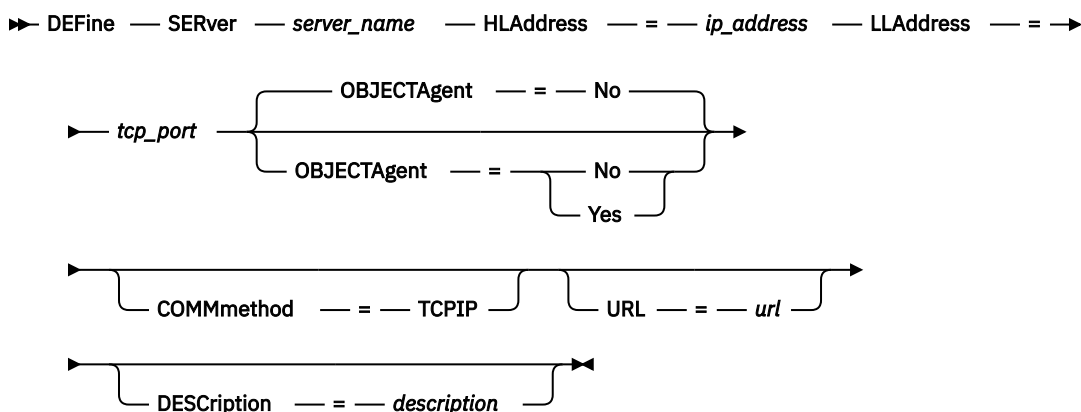 DEFine SERver server_name HLAddress = ip_address LLAddress =
OBJECTAgent = No
tcp_port
OBJECTAgent = No
Yes
COMMmethod = TCPIP URL = url
DESCription = description